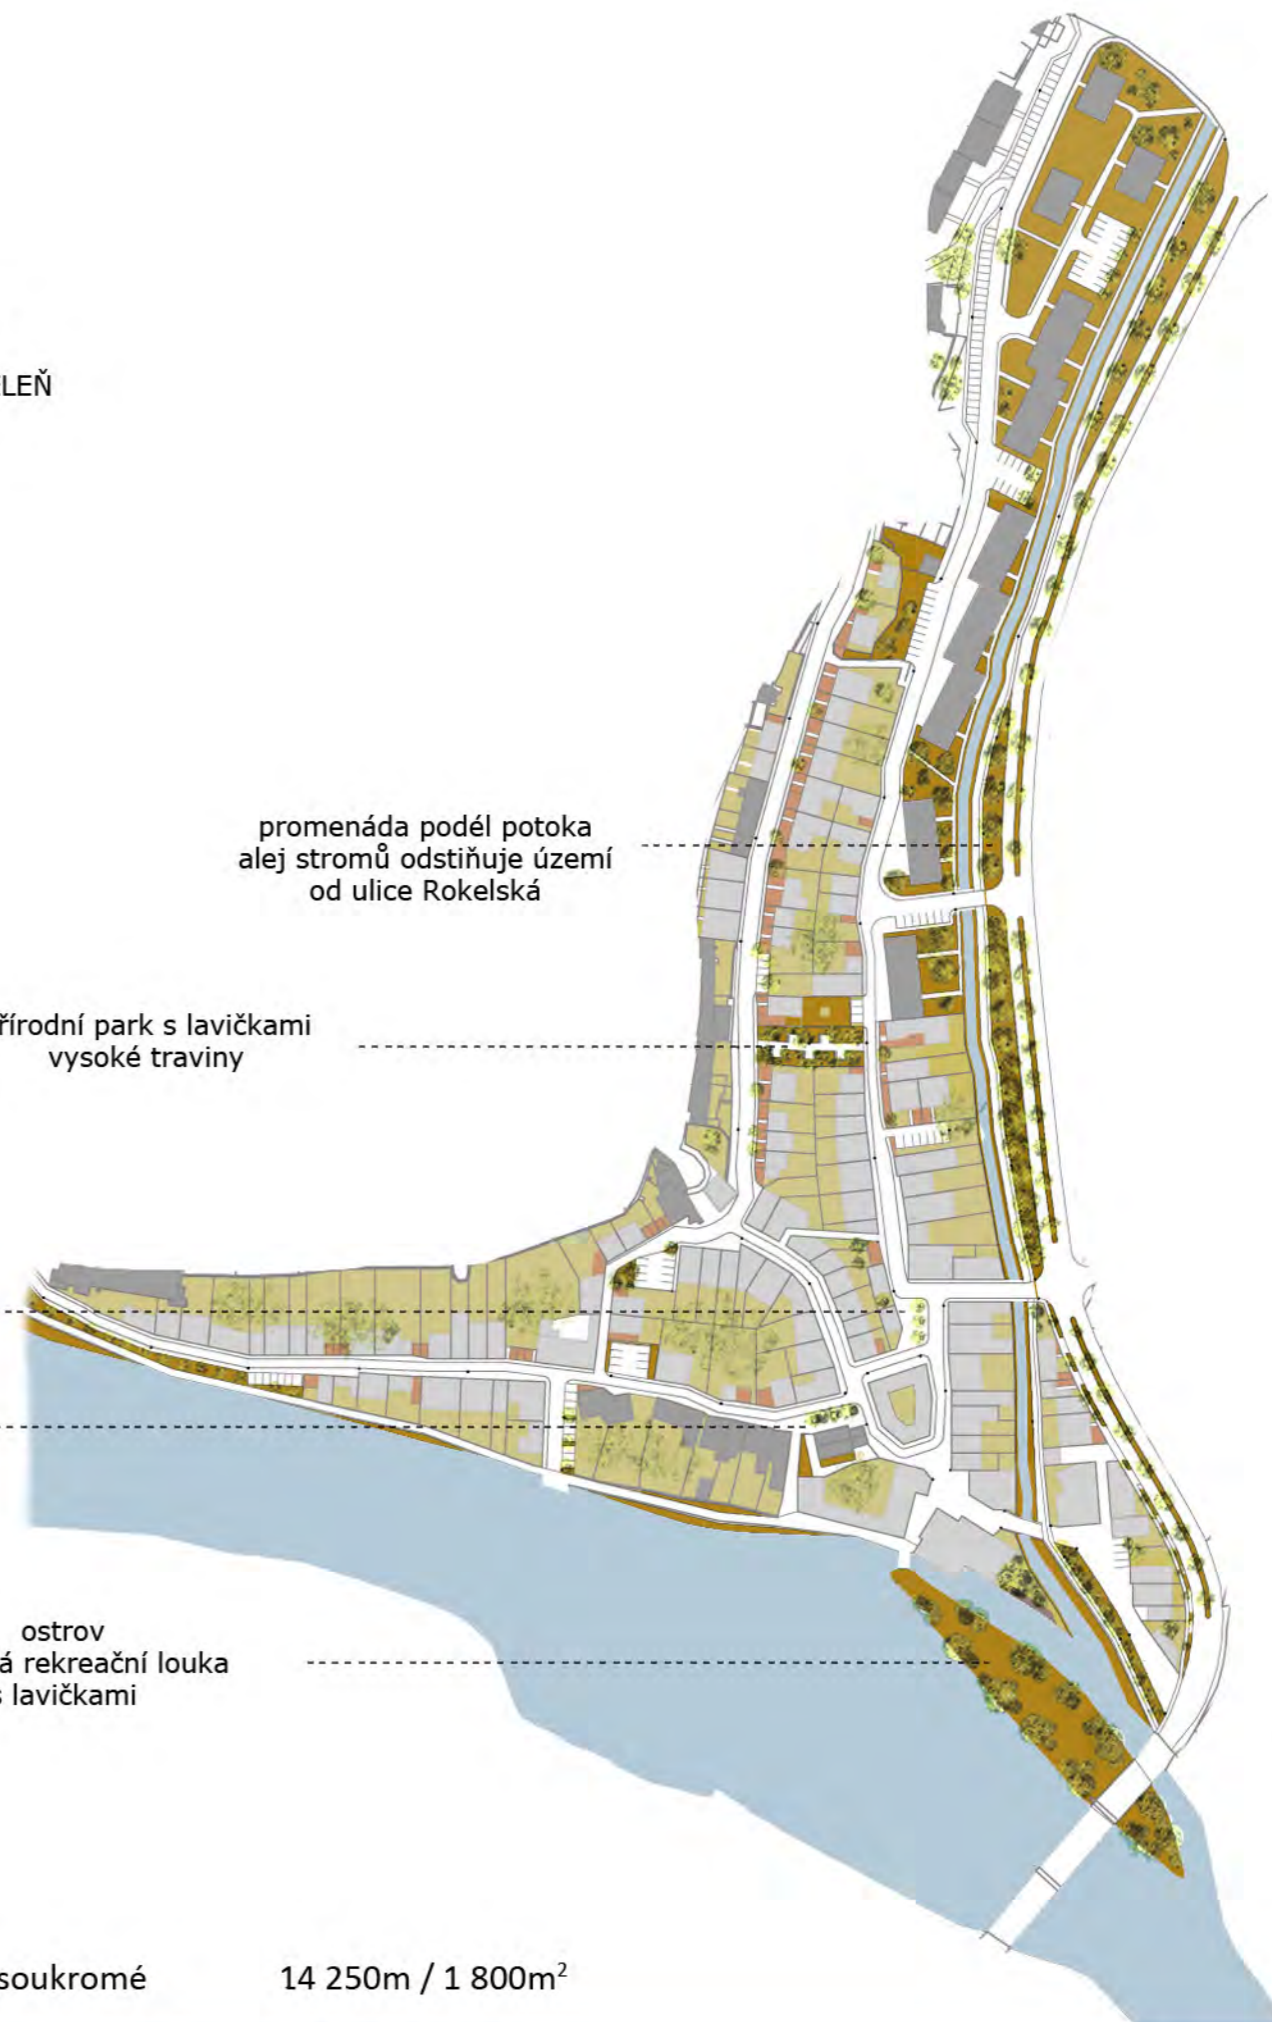 LEŇ
promenáda podél potoka
alej stromů odstiňuje území
od ulice Rokelská
řírodní park s lavičkami
vysoké traviny
ostrov
á rekreační louka
s lavičkami
soukromé 14 250m / 1 800m²